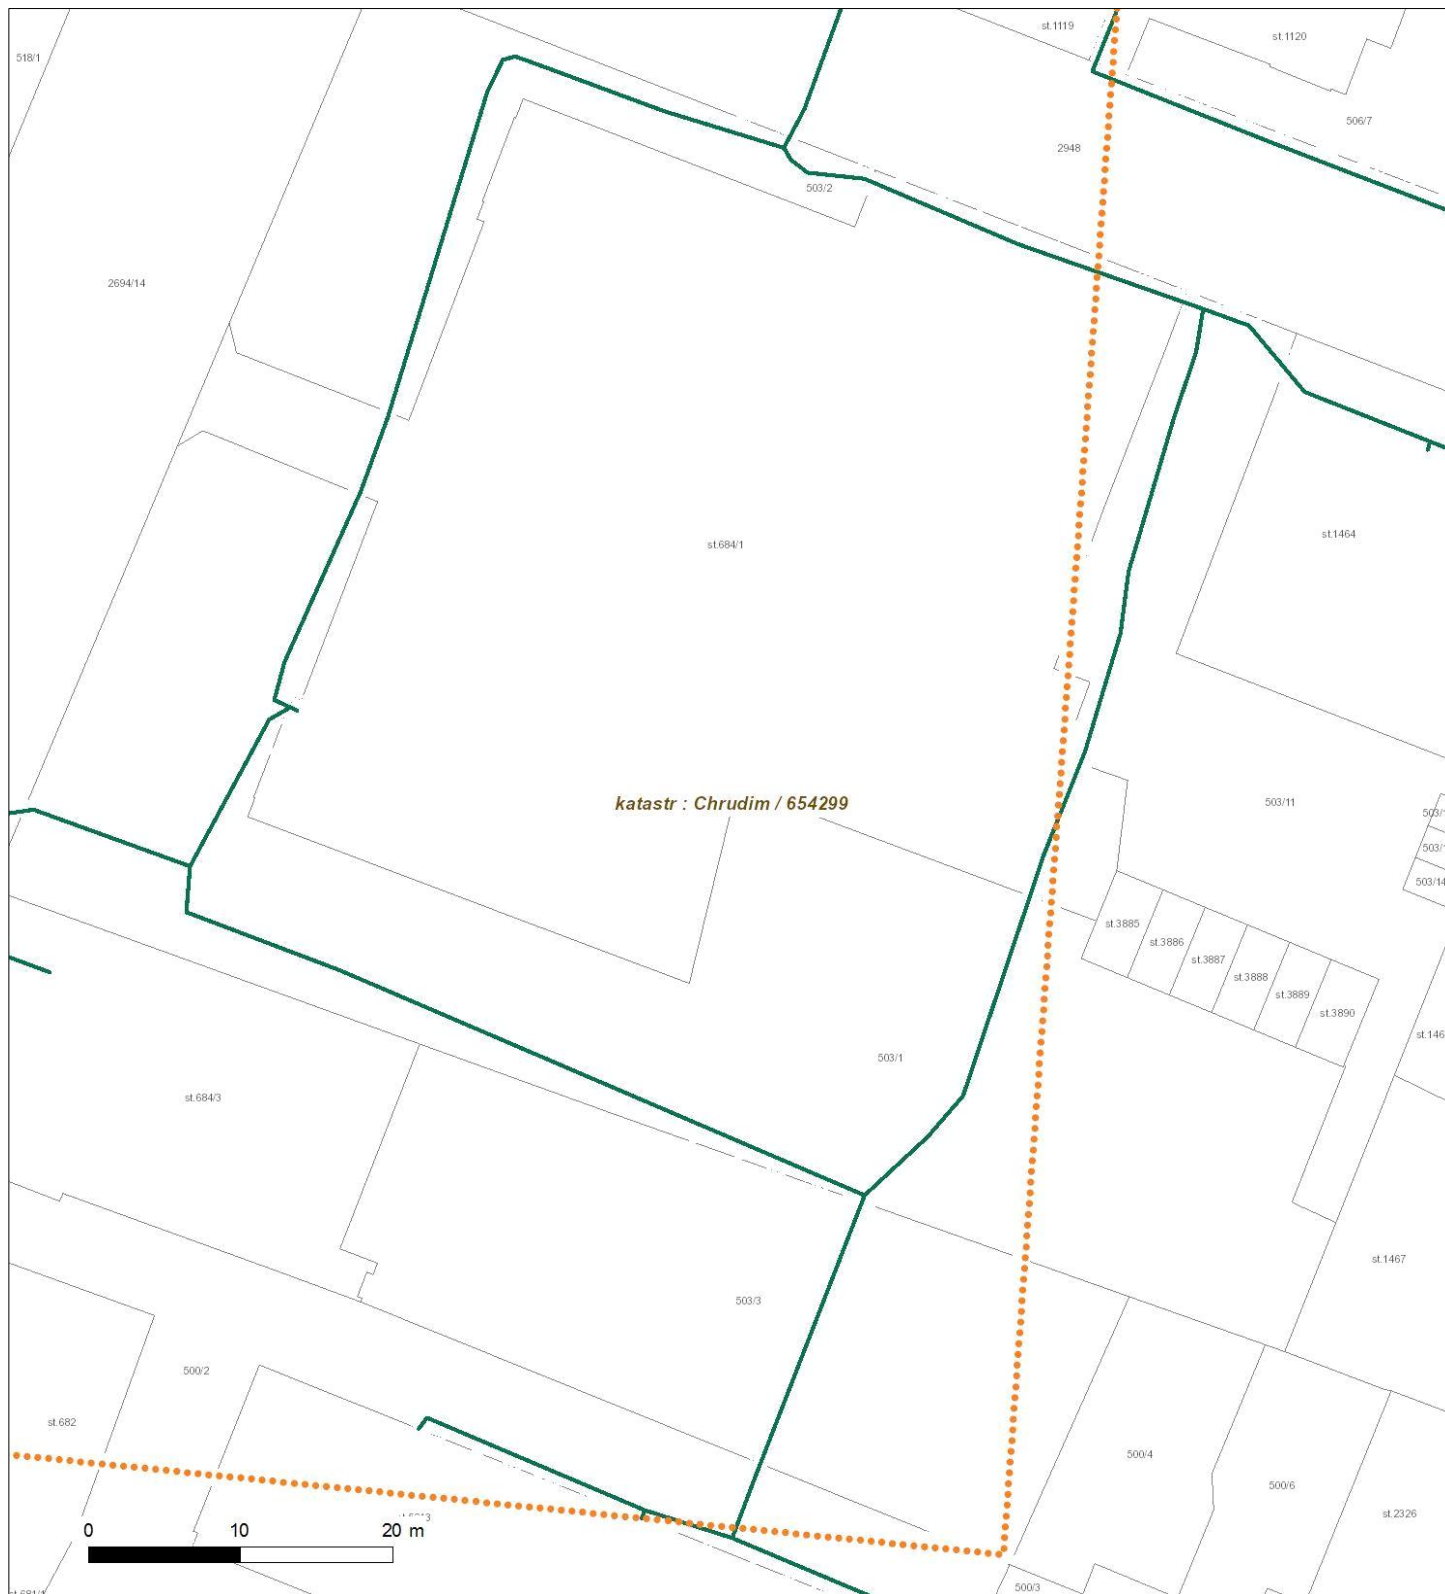 st.1119
st.1120
518/1
506/7
2948
503/2
2694/14
st.1464
st.684/1
katastr : Chrudim / 654299
503/11
503/14
st.3885
st.3886
st.3887
st.3888
st.3889
st.3890
503/1
st.684/3
st.1467
503/3
500/2
st.682
500/4
500/6
st.2326
0 10 20 m
500/3